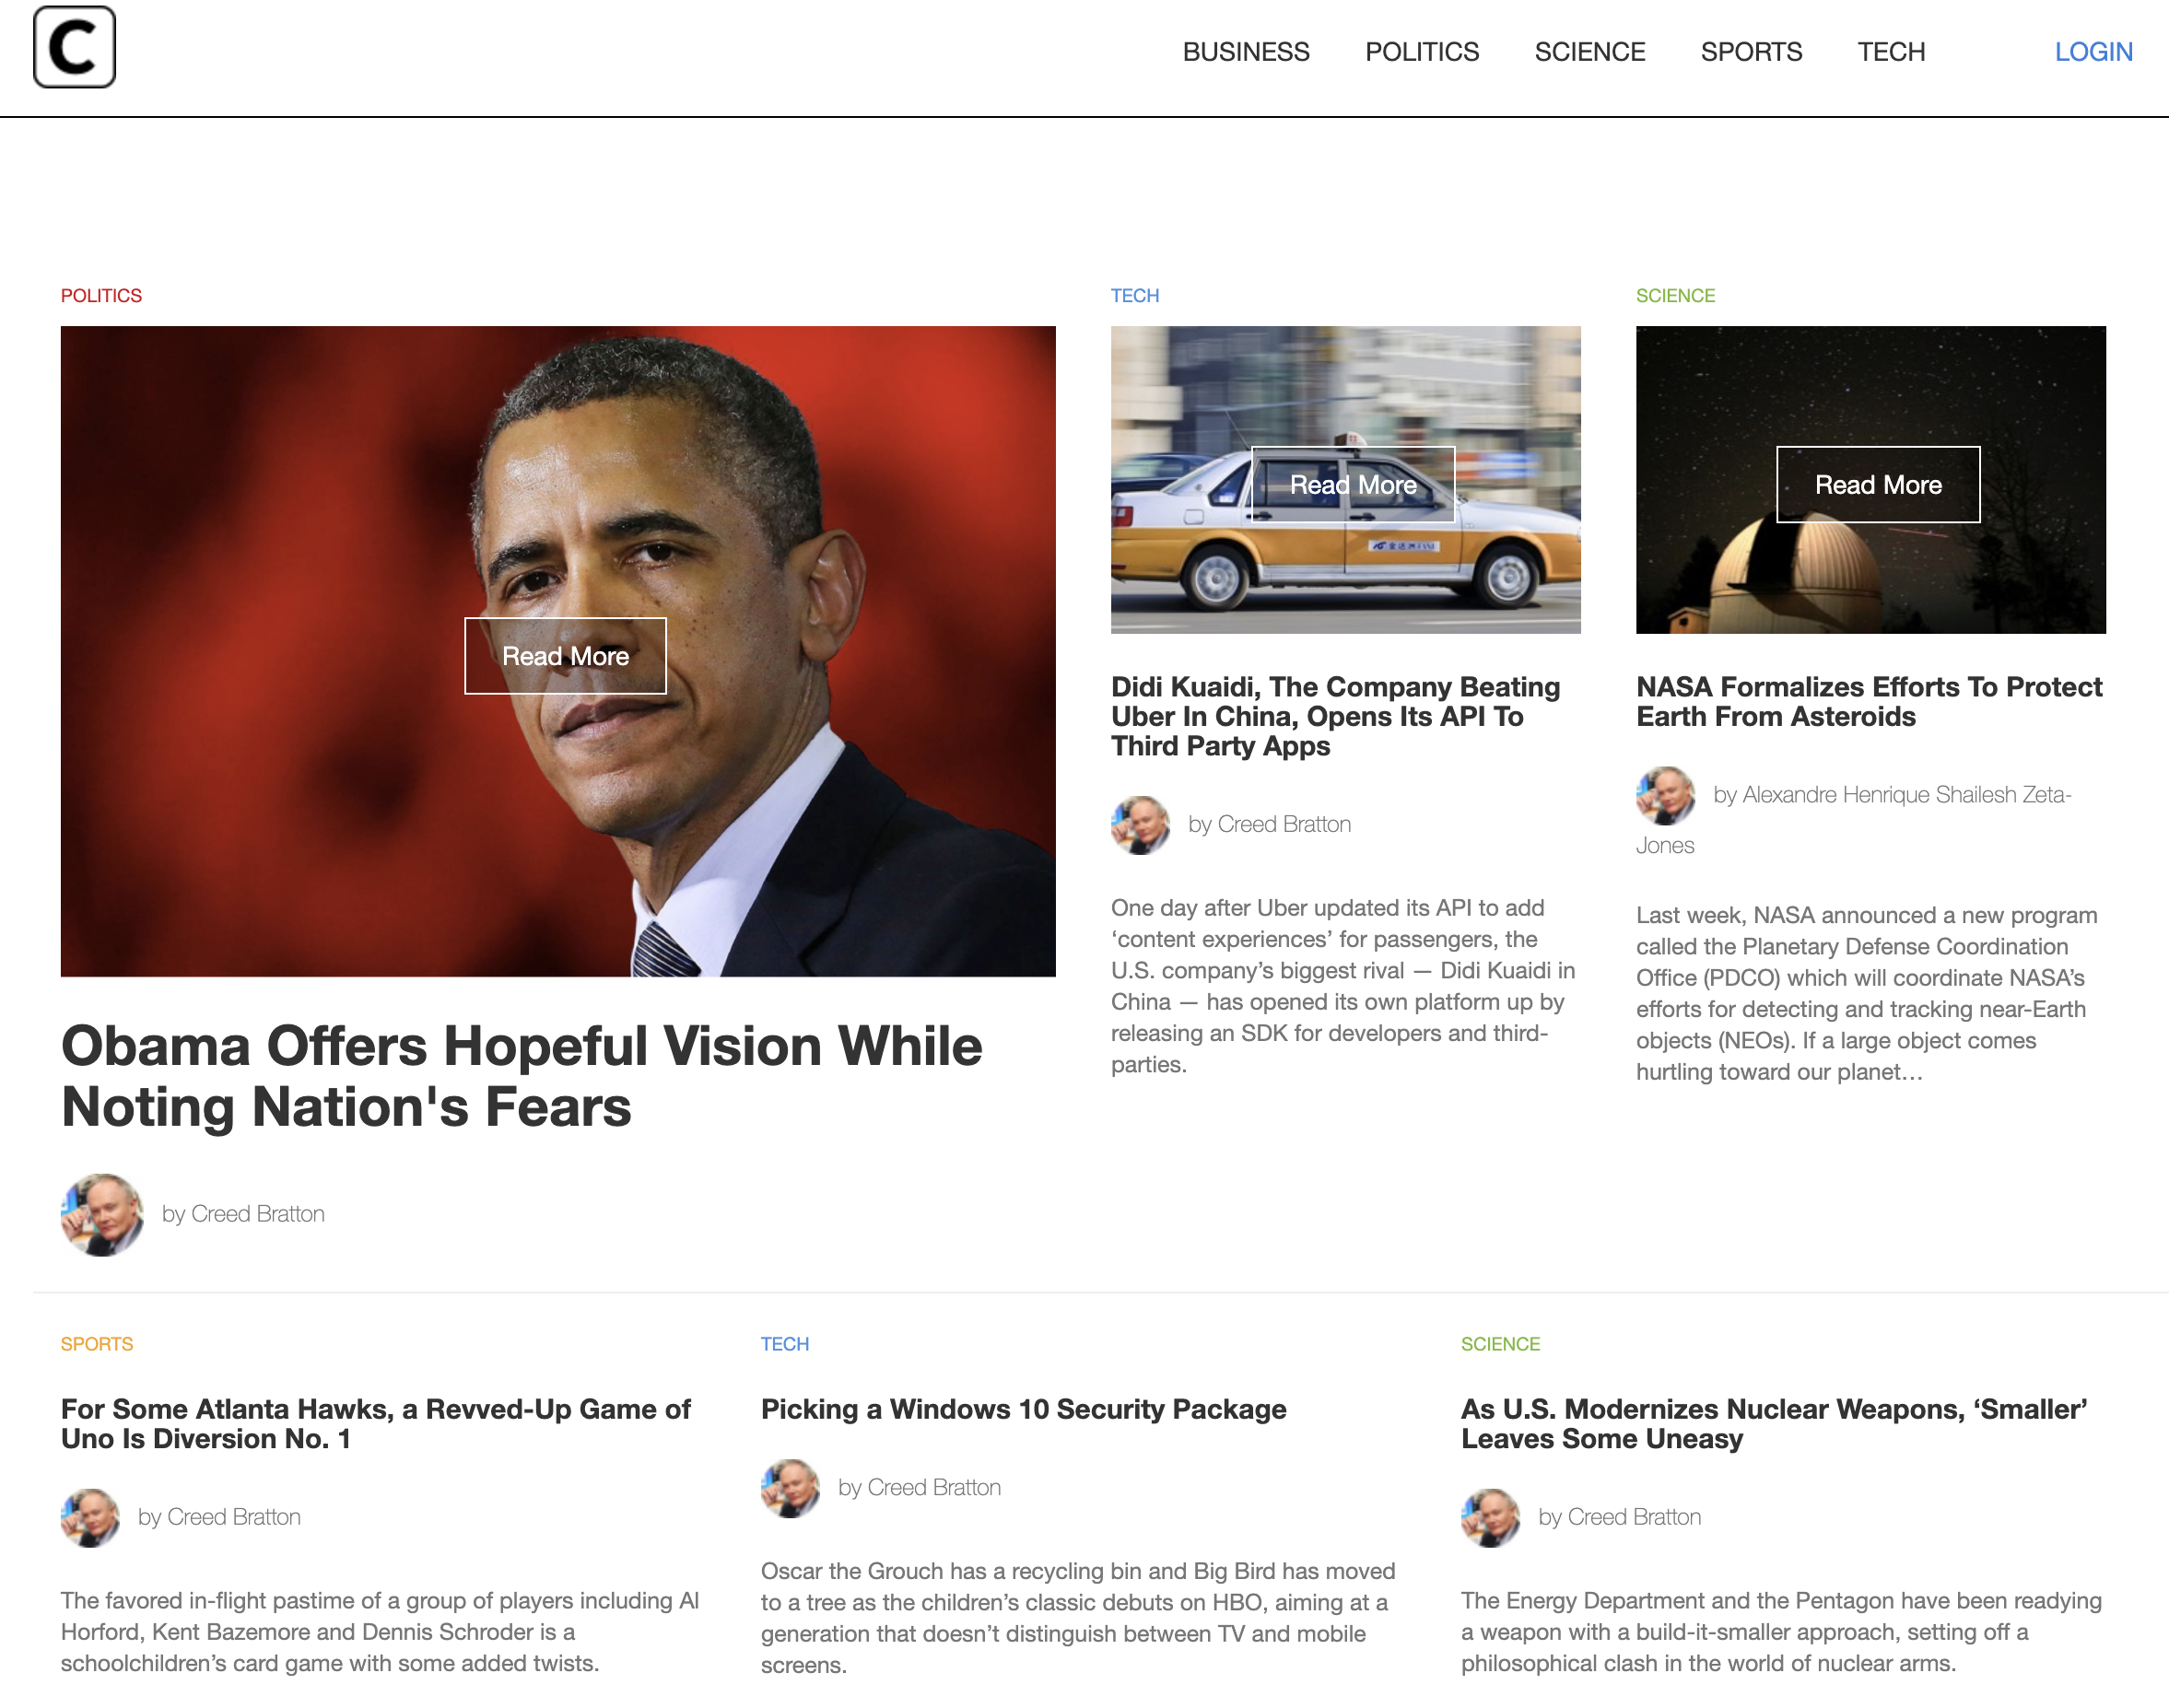 C
BUSINESS POLITICS SCIENCE SPORTS TECH LOGIN
POLITICS
Read More
Obama Offers Hopeful Vision While
Noting Nation's Fears
by Creed Bratton
TECH
Read More
Didi Kuaidi, The Company Beating
Uber In China, Opens Its API To
Third Party Apps
by Creed Bratton
One day after Uber updated its API to add
‘content experiences’ for passengers, the
U.S. company’s biggest rival — Didi Kuaidi in
China — has opened its own platform up by
releasing an SDK for developers and third-
parties.
SCIENCE
Read More
NASA Formalizes Efforts To Protect
Earth From Asteroids
by Alexandre Henrique Shailesh Zeta-
Jones
Last week, NASA announced a new program
called the Planetary Defense Coordination
Office (PDCO) which will coordinate NASA’s
efforts for detecting and tracking near-Earth
objects (NEOs). If a large object comes
hurtling toward our planet…
SPORTS
For Some Atlanta Hawks, a Revved-Up Game of
Uno Is Diversion No. 1
by Creed Bratton
The favored in-flight pastime of a group of players including Al
Horford, Kent Bazemore and Dennis Schroder is a
schoolchildren’s card game with some added twists.
TECH
Picking a Windows 10 Security Package
by Creed Bratton
Oscar the Grouch has a recycling bin and Big Bird has moved
to a tree as the children’s classic debuts on HBO, aiming at a
generation that doesn’t distinguish between TV and mobile
screens.
SCIENCE
As U.S. Modernizes Nuclear Weapons, ‘Smaller’
Leaves Some Uneasy
by Creed Bratton
The Energy Department and the Pentagon have been readying
a weapon with a build-it-smaller approach, setting off a
philosophical clash in the world of nuclear arms.